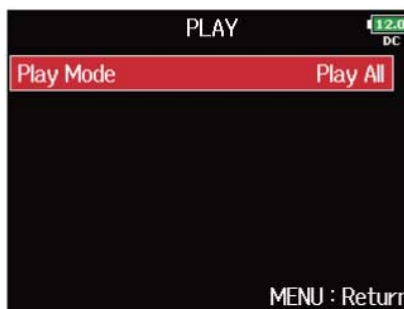 PLAY
12.0
DC
Play Mode Play All
MENU : Return